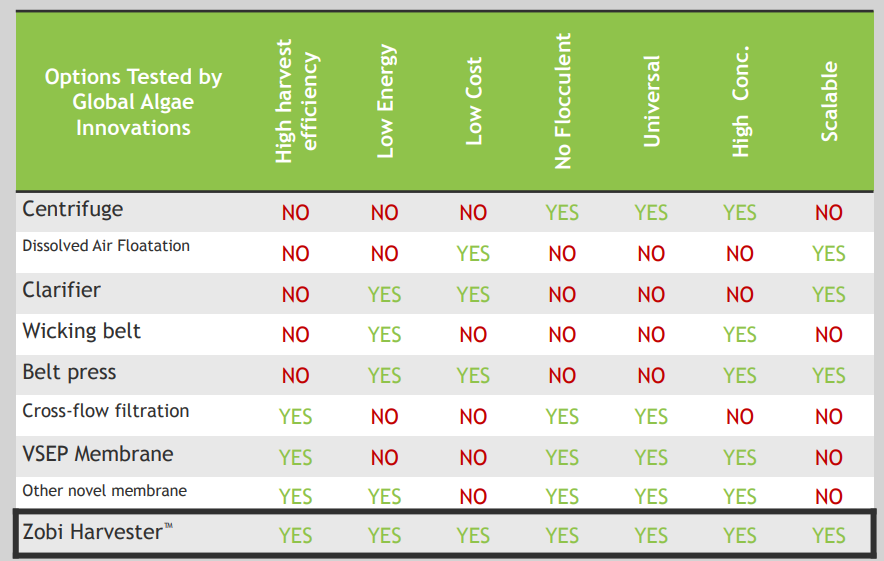 Options Tested by
Global Algae
Innovations
High harvest
efficiency
Low Energy
Low Cost
No Flocculent
Universal
High Conc.
Scalable
Centrifuge NO NO NO YES YES YES NO
Dissolved Air Floatation NO NO YES NO NO NO YES
Clarifier NO YES YES NO NO NO YES
Wicking belt NO YES NO NO NO YES NO
Belt press NO YES YES NO NO YES YES
Cross-flow filtration YES NO NO YES YES NO NO
VSEP Membrane YES NO NO YES YES YES NO
Other novel membrane YES YES NO YES YES YES NO
Zobi Harvester™ YES YES YES YES YES YES YES